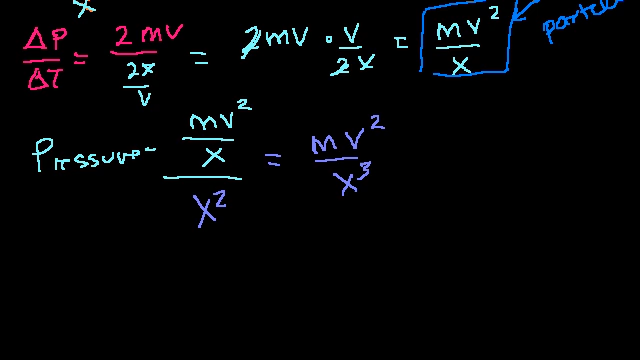 x
ΔP/ΔT = 2mv/(2x/v) = 2mv · v/2x = mv²/x
Pressure = (mv²/x)/x² = mv²/x³